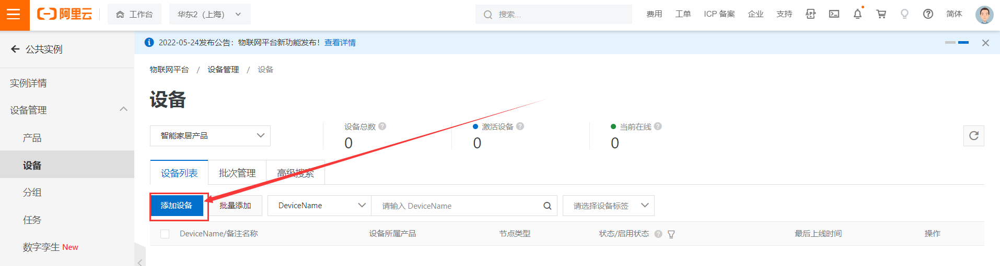 阿里云 工作台 华东2（上海） 搜索... 费用 工单 ICP 备案 企业 支持 APP 简体
2022-05-24发布公告：物联网平台新功能发布！查看详情
公共实例
实例详情
设备管理
产品
设备
分组
任务
数字孪生 New
物联网平台 / 设备管理 / 设备
设备
智能家居产品
设备总数 激活设备 当前在线
0 0 0
设备列表 批次管理 高级搜索
添加设备 批量添加 DeviceName 请输入 DeviceName 请选择设备标签
DeviceName/备注名称 设备所属产品 节点类型 状态/启用状态 最后上线时间 操作